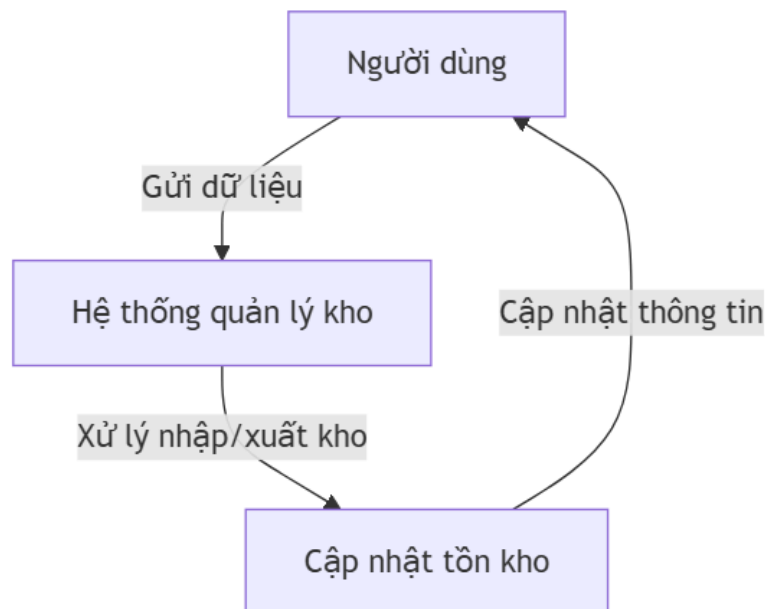 Người dùng
Gửi dữ liệu
Hệ thống quản lý kho
Cập nhật thông tin
Xử lý nhập/xuất kho
Cập nhật tồn kho